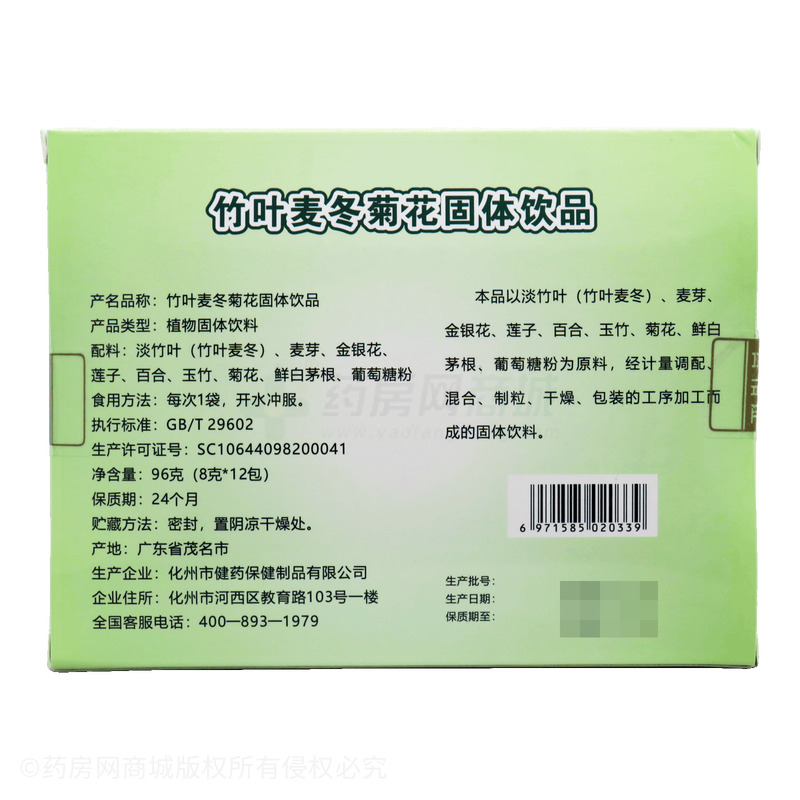 竹叶麦冬菊花固体饮品
产名品称：竹叶麦冬菊花固体饮品
产品类型：植物固体饮料
配料：淡竹叶（竹叶麦冬）、麦芽、金银花、
莲子、百合、玉竹、菊花、鲜白茅根、葡萄糖粉
食用方法：每次1袋，开水冲服。
执行标准：GB/T 29602
生产许可证号：SC10644098200041
净含量：96克（8克*12包）
保质期：24个月
贮藏方法：密封，置阴凉干燥处。
产地：广东省茂名市
生产企业：化州市健药保健制品有限公司
企业住所：化州市河西区教育路103号一楼
全国客服电话：400—893—1979
本品以淡竹叶（竹叶麦冬）、麦芽、
金银花、莲子、百合、玉竹、菊花、鲜白
茅根、葡萄糖粉为原料，经计量调配、
混合、制粒、干燥、包装的工序加工而
成的固体饮料。
6 971585 020339
生产批号：
生产日期：
保质期至：
药房网商城
©药房网商城版权所有侵权必究